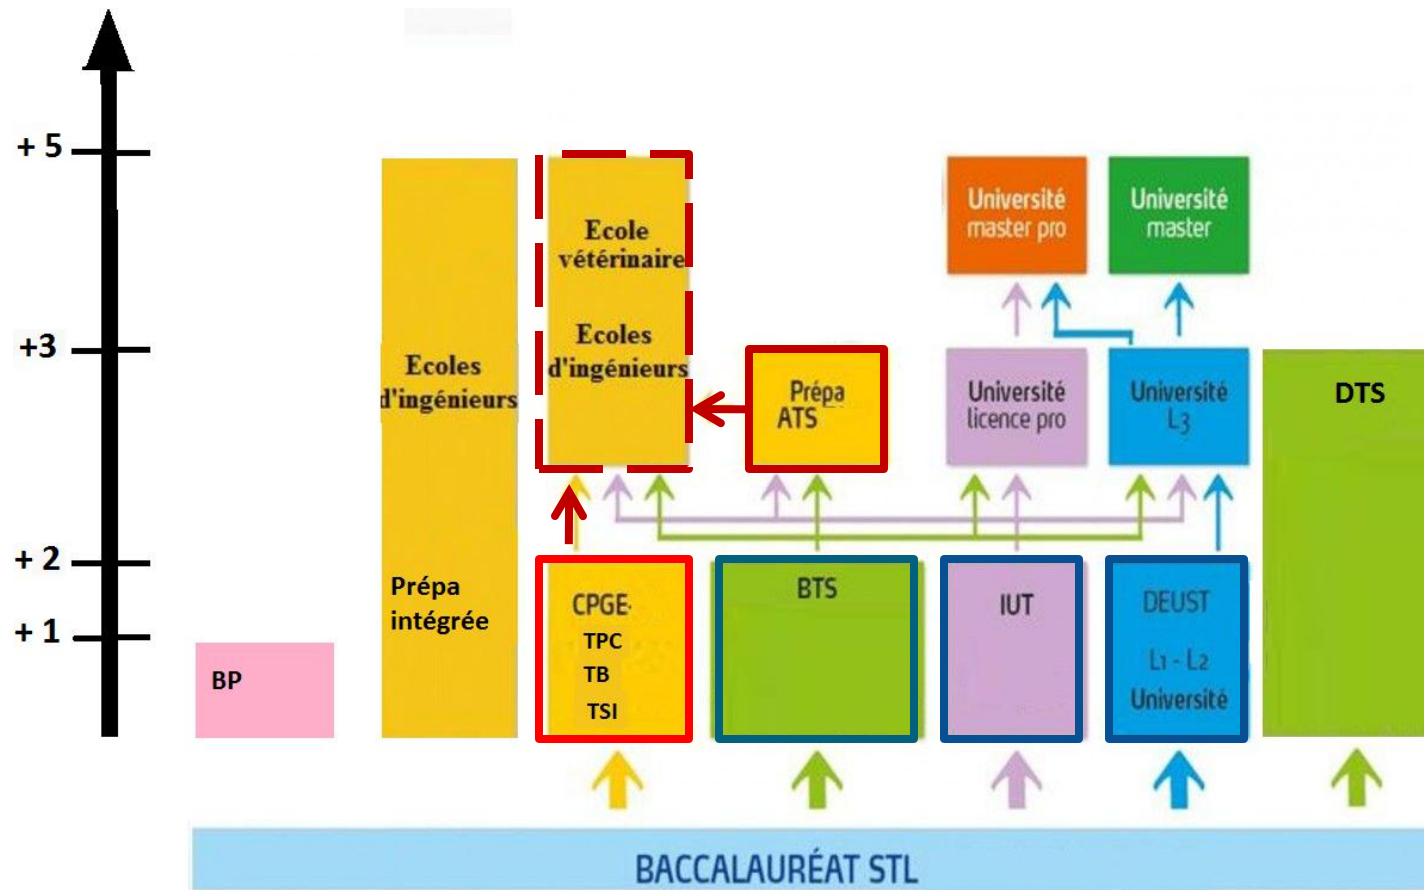 + 5
+3
+ 2
+ 1
BP
Ecoles
d'ingénieurs
Prépa
intégrée
Ecole
vétérinaire
Ecoles
d'ingénieurs
Prépa
ATS
Université
master pro
Université
master
Université
licence pro
Université
L3
DTS
CPGE
TPC
TB
TSI
BTS
IUT
DEUST
L1 - L2
Université
BACCALAURÉAT STL